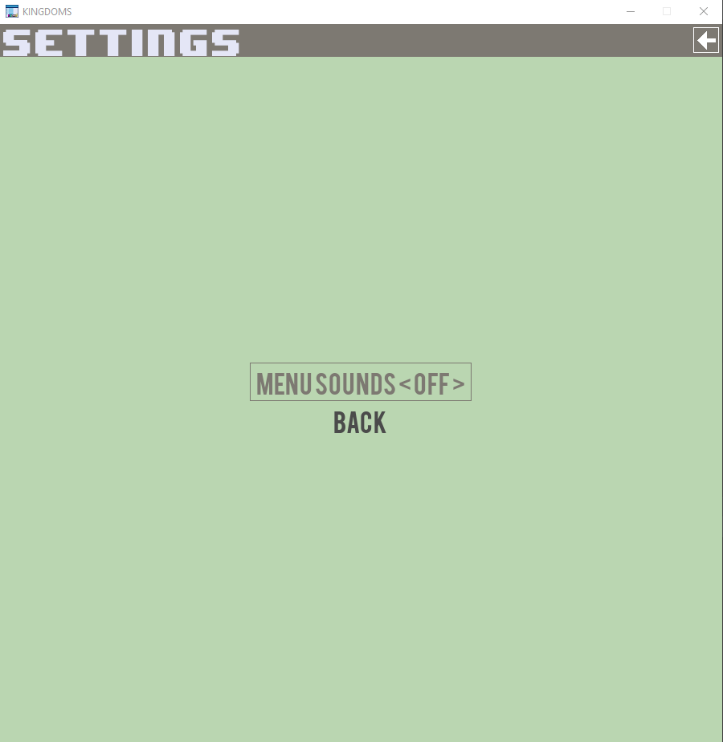 KINGDOMS
SETTINGS
MENU SOUNDS < OFF >
BACK